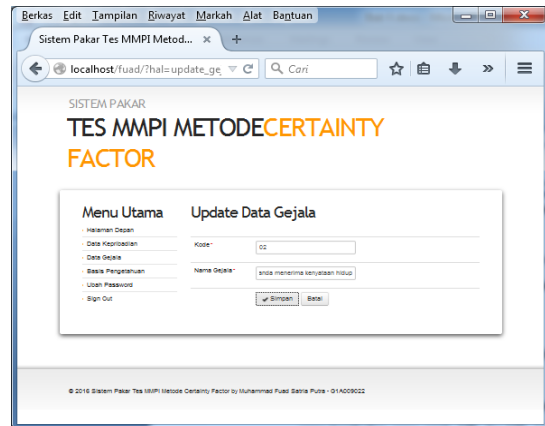 Berkas Edit Tampilan Riwayat Markah Alat Bantuan
Sistem Pakar Tes MMPI Metod... × +
localhost/fuad/?hal=update_ge Cari
SISTEM PAKAR
TES MMPI METODECERTAINTY
FACTOR
Menu Utama
Halaman Depan
Data Kepribadian
Data Gejala
Basis Pengetahuan
Ubah Password
Sign Out
Update Data Gejala
Kode*
02
Nama Gejala*
anda menerima kenyataan hidup
Simpan Batal
© 2016 Sistem Pakar Tes MMPI Metode Certainty Factor by Muhammad Fuad Satria Putra - G1A009022